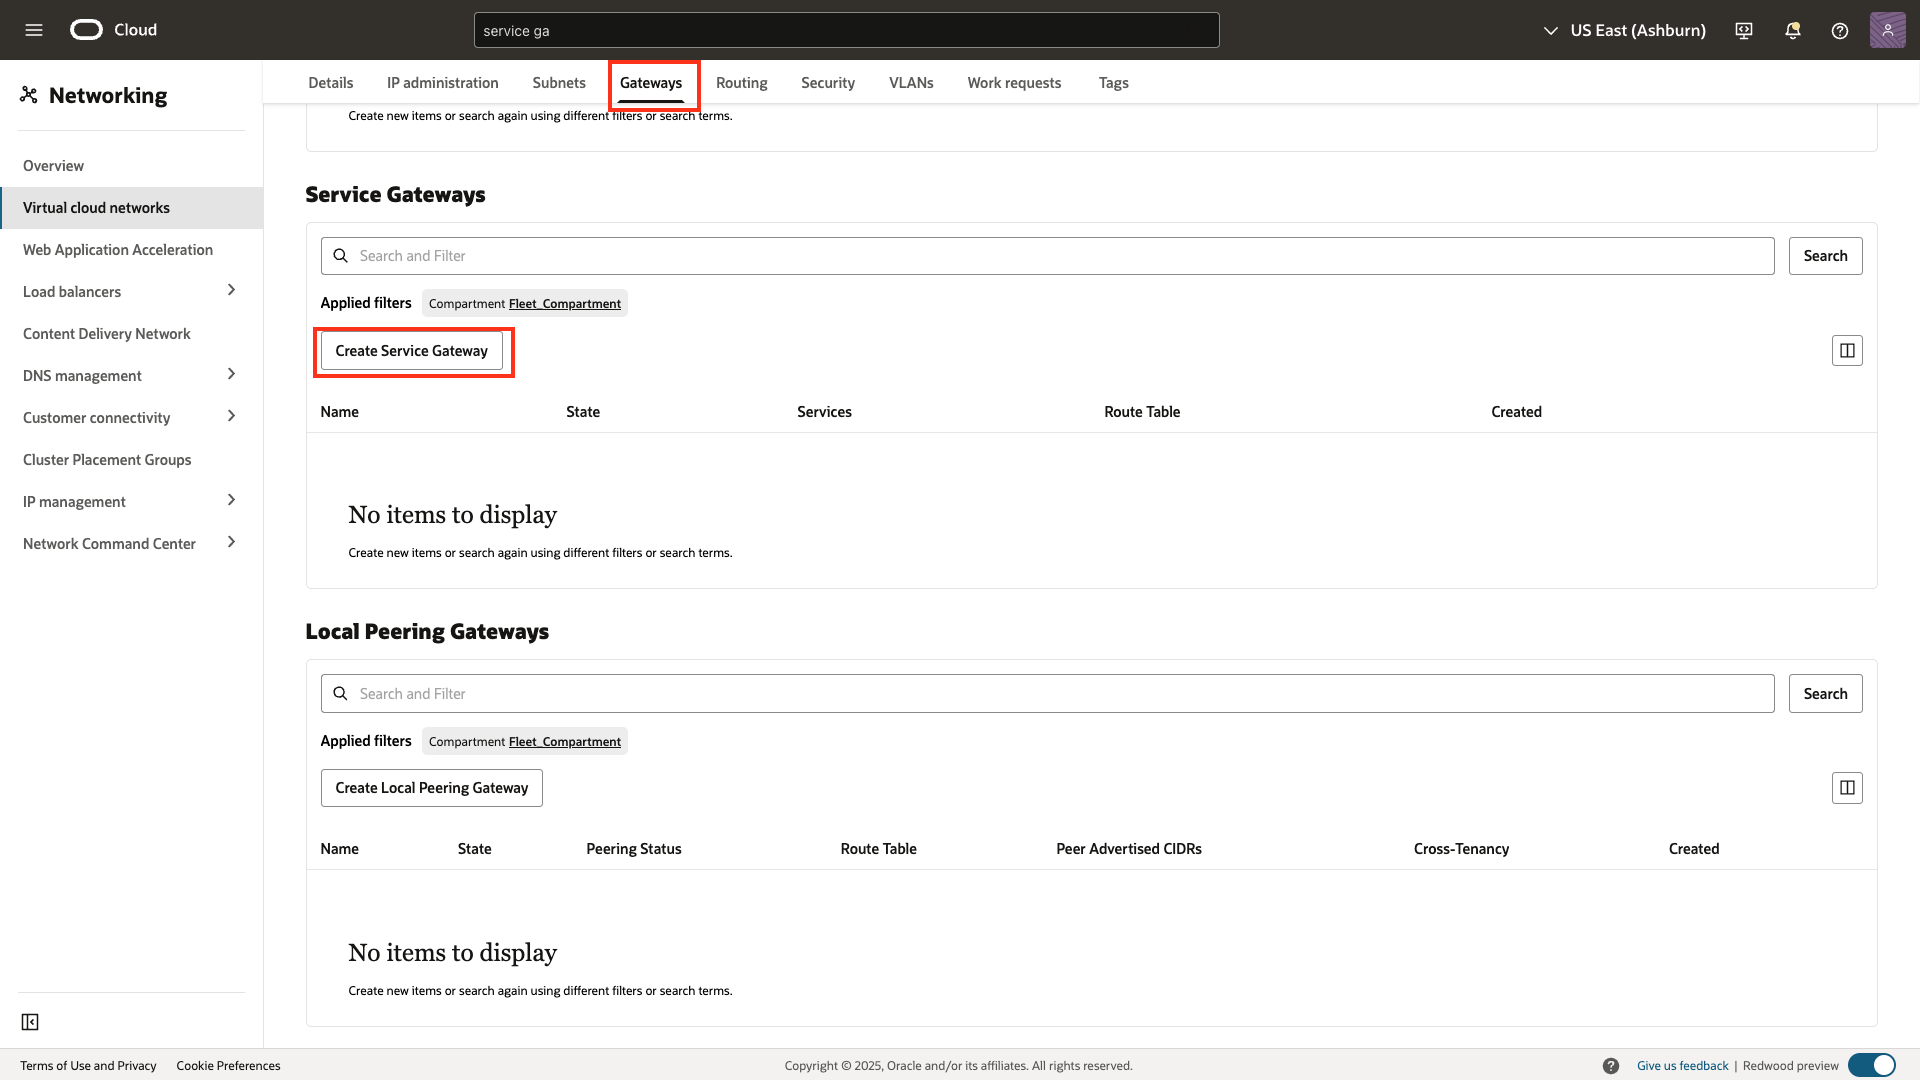 Cloud
service ga
US East (Ashburn)
Networking
Overview
Virtual cloud networks
Web Application Acceleration
Load balancers
Content Delivery Network
DNS management
Customer connectivity
Cluster Placement Groups
IP management
Network Command Center
Details IP administration Subnets Gateways Routing Security VLANs Work requests Tags
Create new items or search again using different filters or search terms.
Service Gateways
Search and Filter
Search
Applied filters Compartment Fleet_Compartment
Create Service Gateway
Name State Services Route Table Created
No items to display
Create new items or search again using different filters or search terms.
Local Peering Gateways
Search and Filter
Search
Applied filters Compartment Fleet_Compartment
Create Local Peering Gateway
Name State Peering Status Route Table Peer Advertised CIDRs Cross-Tenancy Created
No items to display
Create new items or search again using different filters or search terms.
Terms of Use and Privacy Cookie Preferences Copyright © 2025, Oracle and/or its affiliates. All rights reserved. Give us feedback | Redwood preview